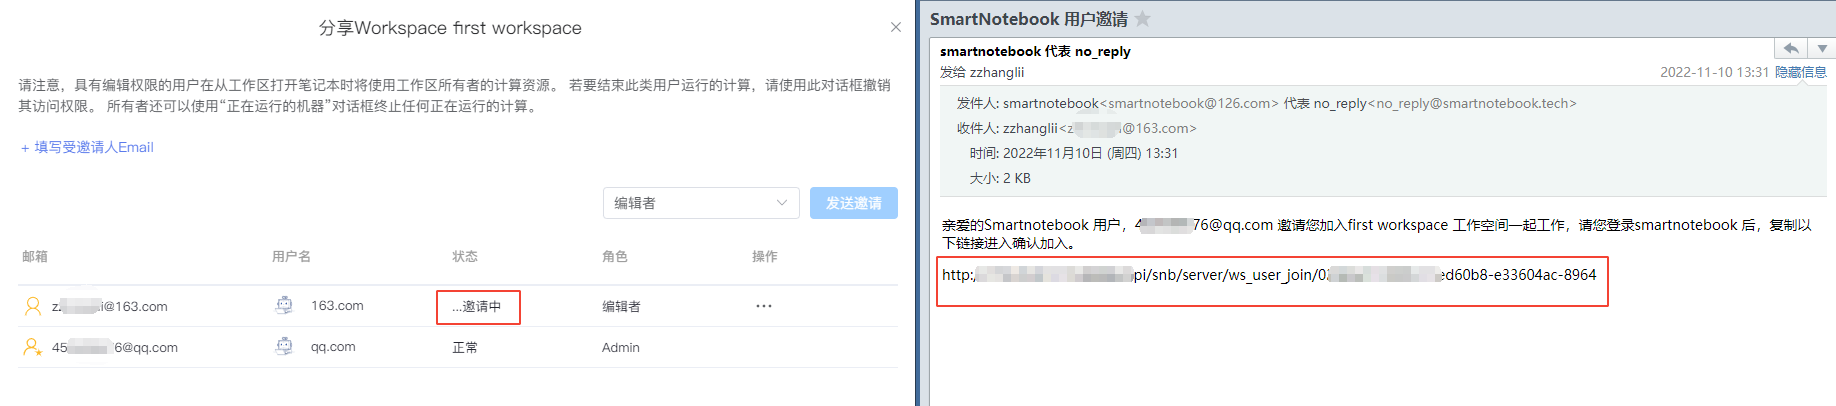 分享Workspace first workspace
请注意，具有编辑权限的用户在从工作区打开笔记本时将使用工作区所有者的计算资源。 若要结束此类用户运行的计算，请使用此对话框撤销
其访问权限。 所有者还可以使用“正在运行的机器”对话框终止任何正在运行的计算。
+ 填写受邀请人Email
编辑者
发送邀请
邮箱 用户名 状态 角色 操作
z i@163.com 163.com ...邀请中 编辑者 ···
45 6@qq.com qq.com 正常 Admin
SmartNotebook 用户邀请
smartnotebook 代表 no_reply
发给 zzhanglii 2022-11-10 13:31 隐藏信息
发件人: smartnotebook<smartnotebook@126.com> 代表 no_reply<no_reply@smartnotebook.tech>
收件人: zzhanglii<z @163.com>
时间: 2022年11月10日 (周四) 13:31
大小: 2 KB
亲爱的Smartnotebook 用户，4 76@qq.com 邀请您加入first workspace 工作空间一起工作，请您登录smartnotebook 后，复制以
下链接进入确认加入。
http:/ pi/snb/server/ws_user_join/0 ed60b8-e33604ac-8964